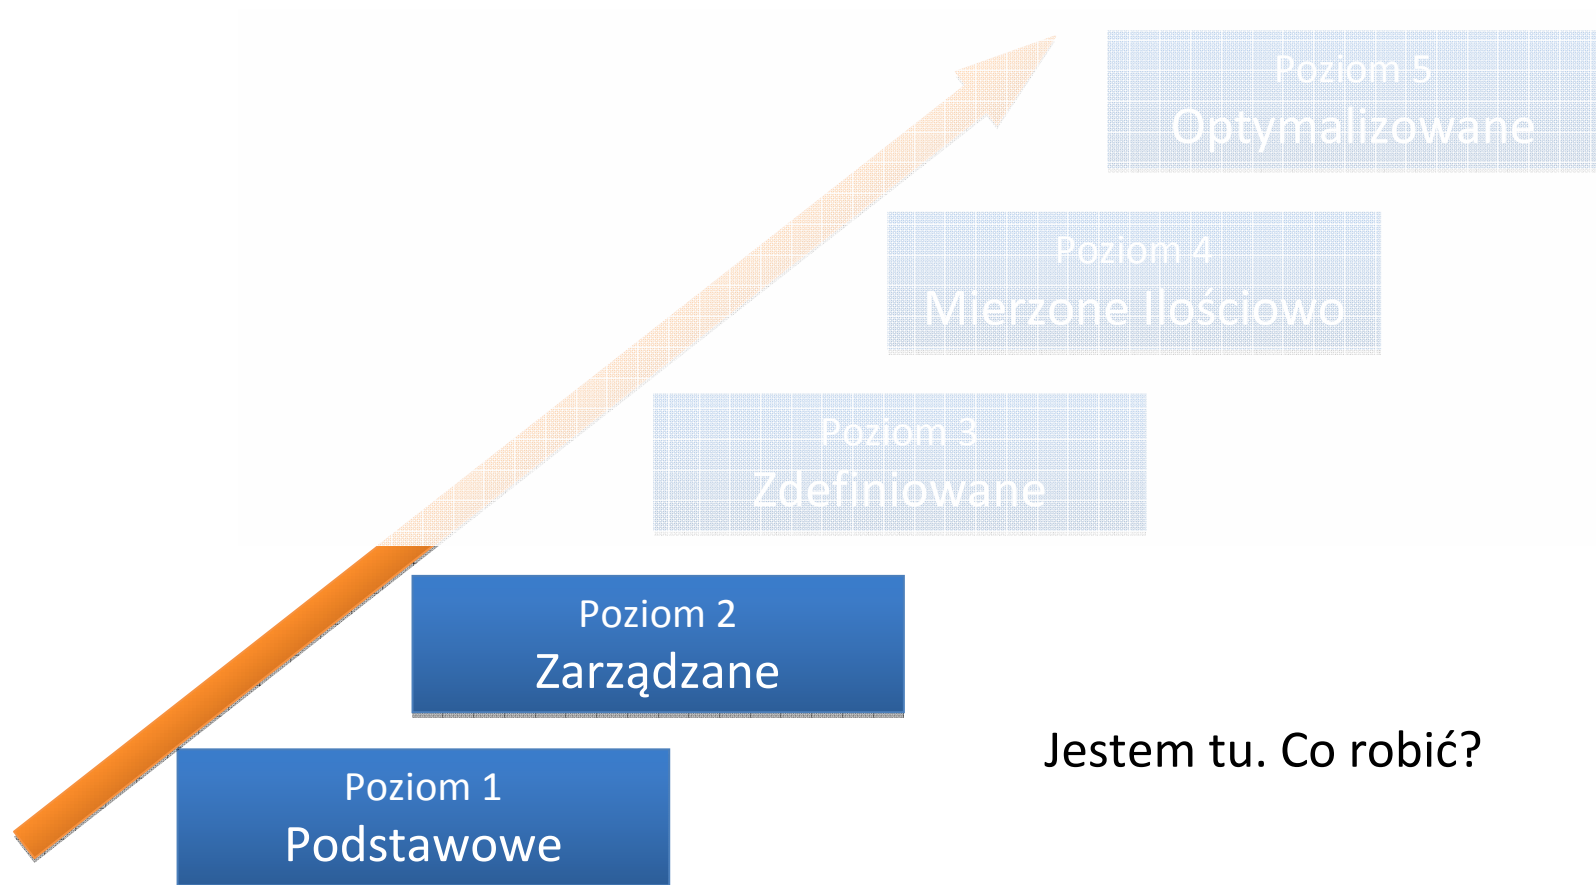 Poziom 5
Optymalizowane
Poziom 4
Mierzone Ilościowo
Poziom 3
Zdefiniowane
Poziom 2
Zarządzane
Jestem tu. Co robić?
Poziom 1
Podstawowe